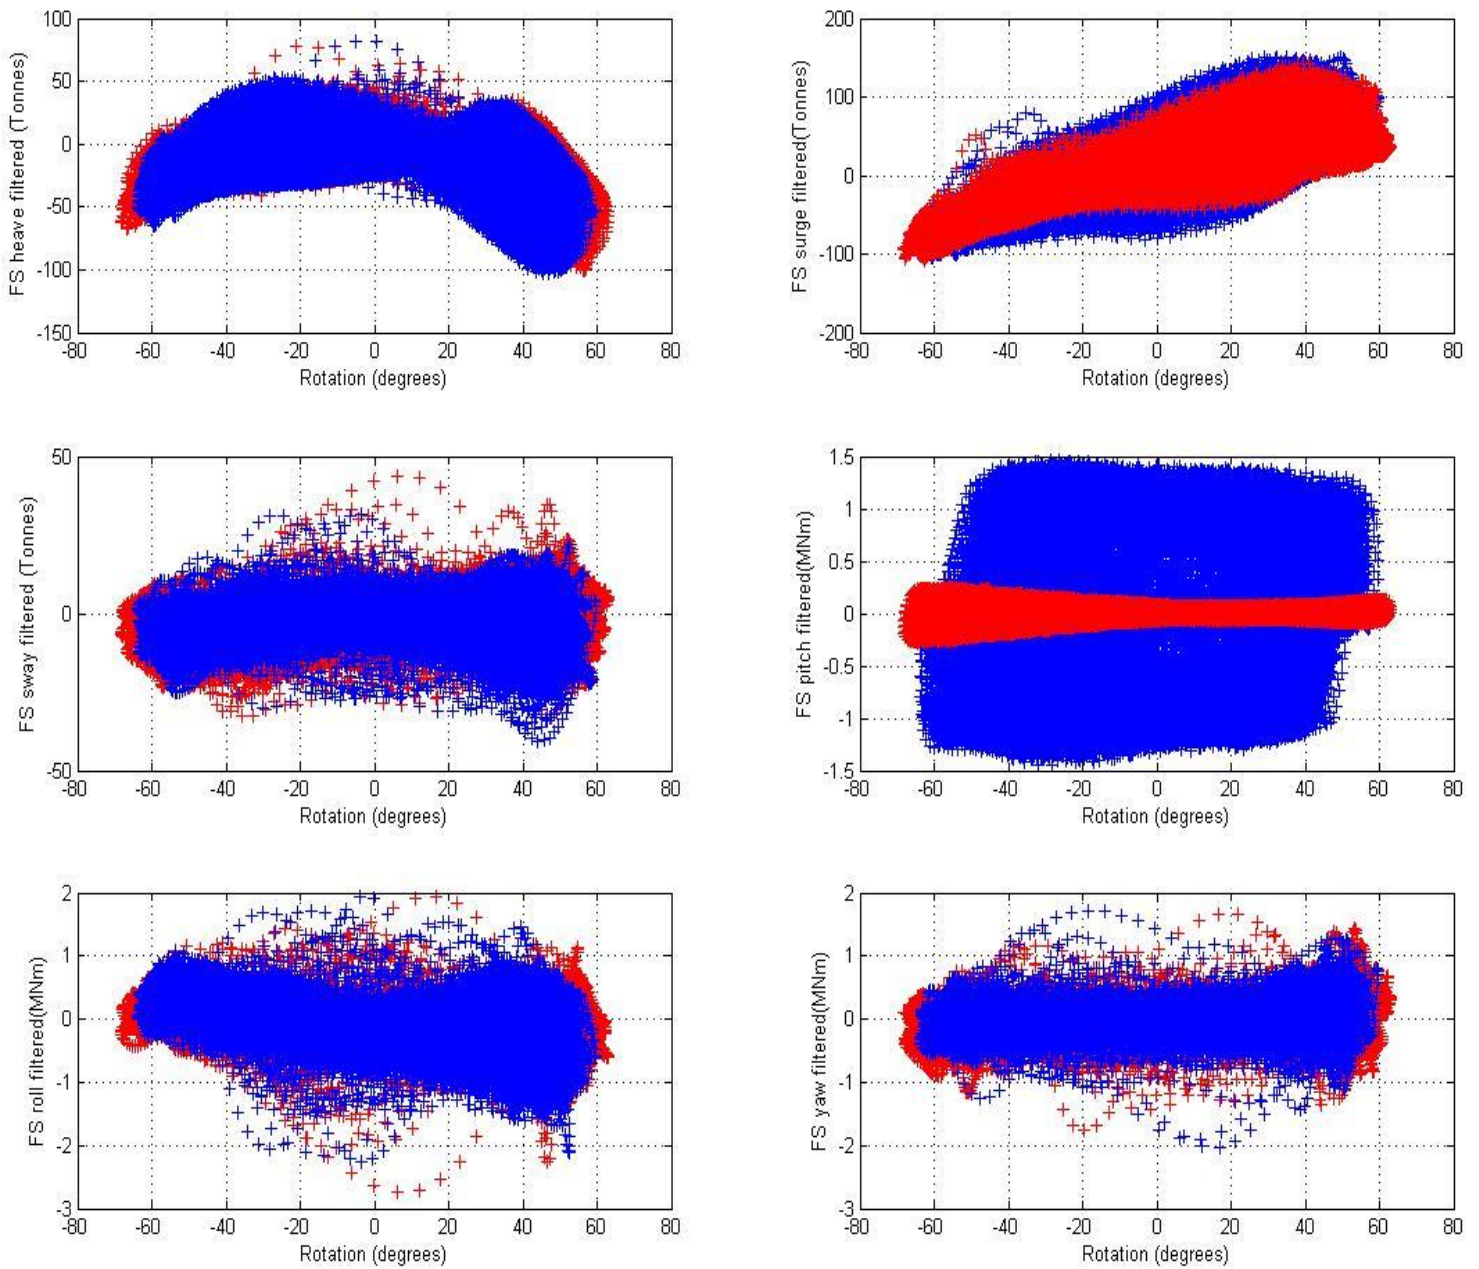 100
50
0
-50
-100
-150
FS heave filtered (Tonnes)
-80 -60 -40 -20 0 20 40 60 80
Rotation (degrees)
200
100
0
-100
-200
FS surge filtered(Tonnes)
-80 -60 -40 -20 0 20 40 60 80
Rotation (degrees)
50
0
-50
FS sway filtered (Tonnes)
-80 -60 -40 -20 0 20 40 60 80
Rotation (degrees)
1.5
1
0.5
0
-0.5
-1
-1.5
FS pitch filtered(MNm)
-80 -60 -40 -20 0 20 40 60 80
Rotation (degrees)
2
1
0
-1
-2
-3
FS roll filtered(MNm)
-80 -60 -40 -20 0 20 40 60 80
Rotation (degrees)
2
1
0
-1
-2
-3
FS yaw filtered(MNm)
-80 -60 -40 -20 0 20 40 60 80
Rotation (degrees)